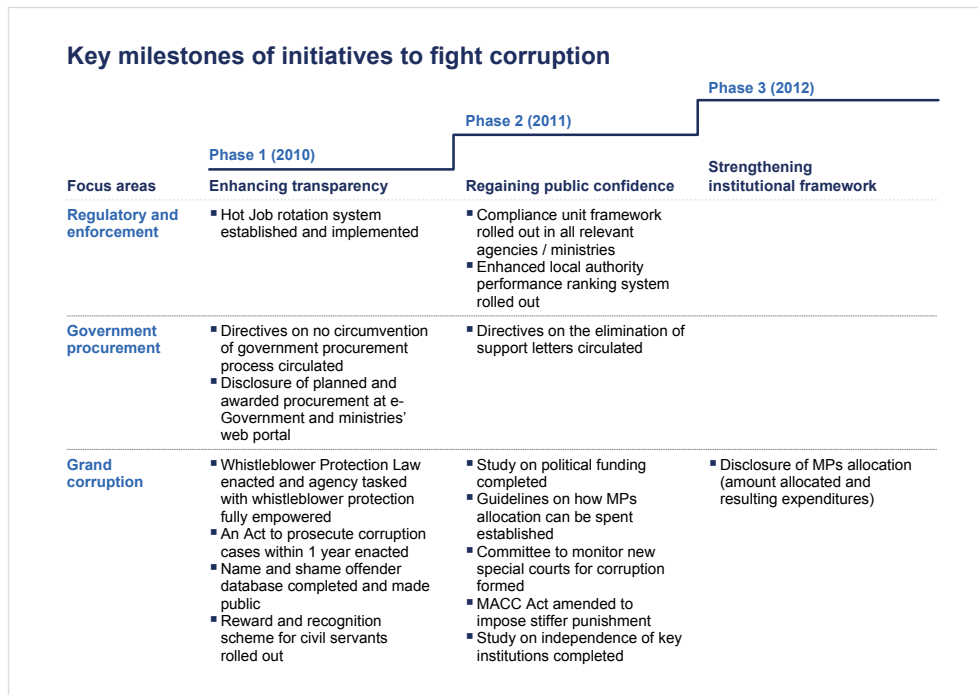 Key milestones of initiatives to fight corruption
Phase 3 (2012)
Phase 2 (2011)
Phase 1 (2010)
Focus areas
Enhancing transparency
Regaining public confidence
Strengthening
institutional framework
Regulatory and
enforcement
▪ Hot Job rotation system
established and implemented
▪ Compliance unit framework
rolled out in all relevant
agencies / ministries
▪ Enhanced local authority
performance ranking system
rolled out
Government
procurement
▪ Directives on no circumvention
of government procurement
process circulated
▪ Disclosure of planned and
awarded procurement at e-
Government and ministries’
web portal
▪ Directives on the elimination of
support letters circulated
Grand
corruption
▪ Whistleblower Protection Law
enacted and agency tasked
with whistleblower protection
fully empowered
▪ An Act to prosecute corruption
cases within 1 year enacted
▪ Name and shame offender
database completed and made
public
▪ Reward and recognition
scheme for civil servants
rolled out
▪ Study on political funding
completed
▪ Guidelines on how MPs
allocation can be spent
established
▪ Committee to monitor new
special courts for corruption
formed
▪ MACC Act amended to
impose stiffer punishment
▪ Study on independence of key
institutions completed
▪ Disclosure of MPs allocation
(amount allocated and
resulting expenditures)